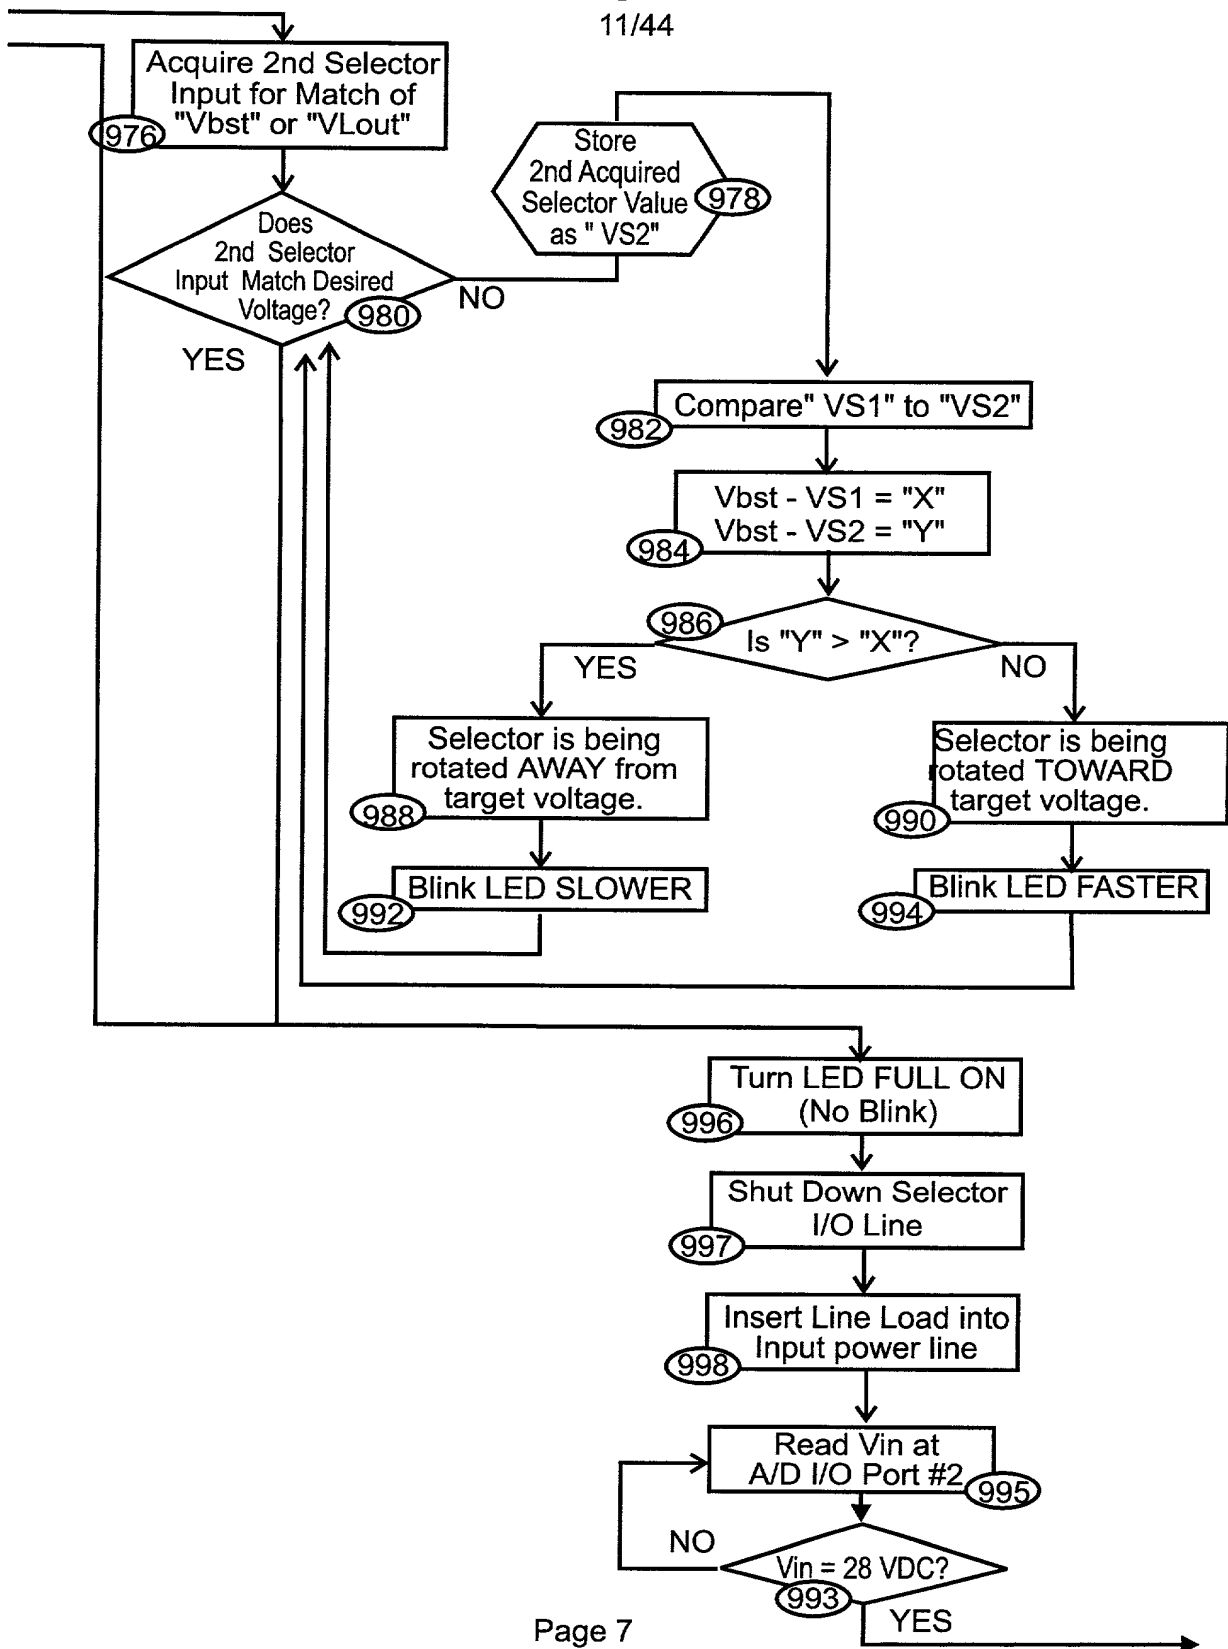 11/44
Acquire 2nd Selector
Input for Match of
"Vbst" or "VLout"
976
Store
2nd Acquired
Selector Value
as " VS2"
978
Does
2nd Selector
Input Match Desired
Voltage?
980
NO
YES
Compare" VS1" to "VS2"
982
Vbst - VS1 = "X"
Vbst - VS2 = "Y"
984
986
Is "Y" > "X"?
YES
NO
Selector is being
rotated AWAY from
target voltage.
988
Selector is being
rotated TOWARD
target voltage.
990
Blink LED SLOWER
992
Blink LED FASTER
994
Turn LED FULL ON
(No Blink)
996
Shut Down Selector
I/O Line
997
Insert Line Load into
Input power line
998
Read Vin at
A/D I/O Port #2
995
NO
Vin = 28 VDC?
993
YES
Page 7